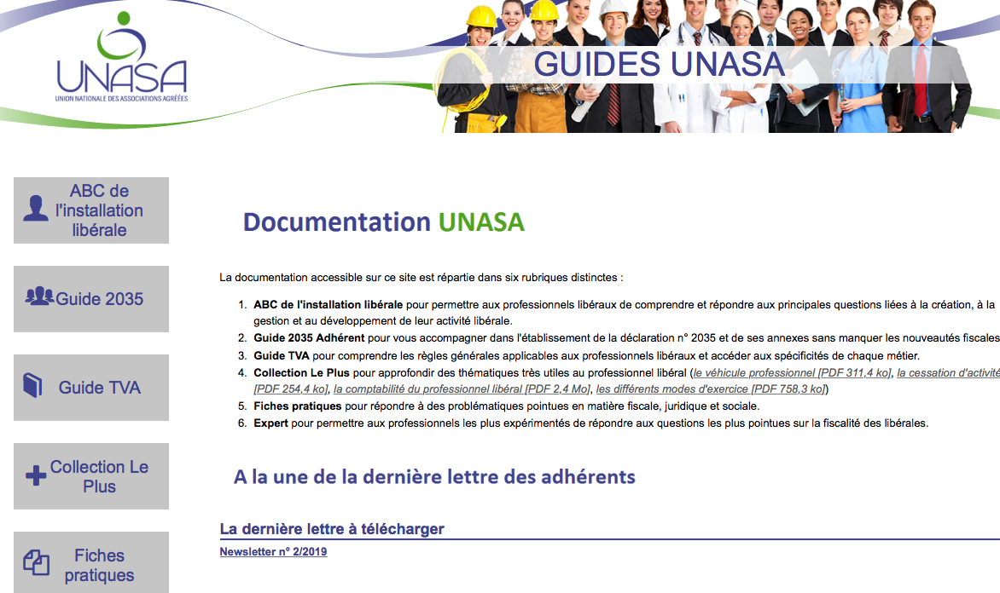 UNASA
UNION NATIONALE DES ASSOCIATIONS AGRÉÉES
GUIDES UNASA
ABC de
l'installation
libérale
Guide 2035
Guide TVA
Collection Le
Plus
Fiches
pratiques
Documentation UNASA
La documentation accessible sur ce site est répartie dans six rubriques distinctes :
1. ABC de l'installation libérale pour permettre aux professionnels libéraux de comprendre et répondre aux principales questions liées à la création, à la
gestion et au développement de leur activité libérale.
2. Guide 2035 Adhérent pour vous accompagner dans l'établissement de la déclaration n° 2035 et de ses annexes sans manquer les nouveautés fiscales
3. Guide TVA pour comprendre les règles générales applicables aux professionnels libéraux et accéder aux spécificités de chaque métier.
4. Collection Le Plus pour approfondir des thématiques très utiles au professionnel libéral (le véhicule professionnel [PDF 311,4 ko], la cessation d'activité
[PDF 254,4 ko], la comptabilité du professionnel libéral [PDF 2,4 Mo], les différents modes d'exercice [PDF 758,3 ko])
5. Fiches pratiques pour répondre à des problématiques pointues en matière fiscale, juridique et sociale.
6. Expert pour permettre aux professionnels les plus expérimentés de répondre aux questions les plus pointues sur la fiscalité des libérales.
A la une de la dernière lettre des adhérents
La dernière lettre à télécharger
Newsletter n° 2/2019